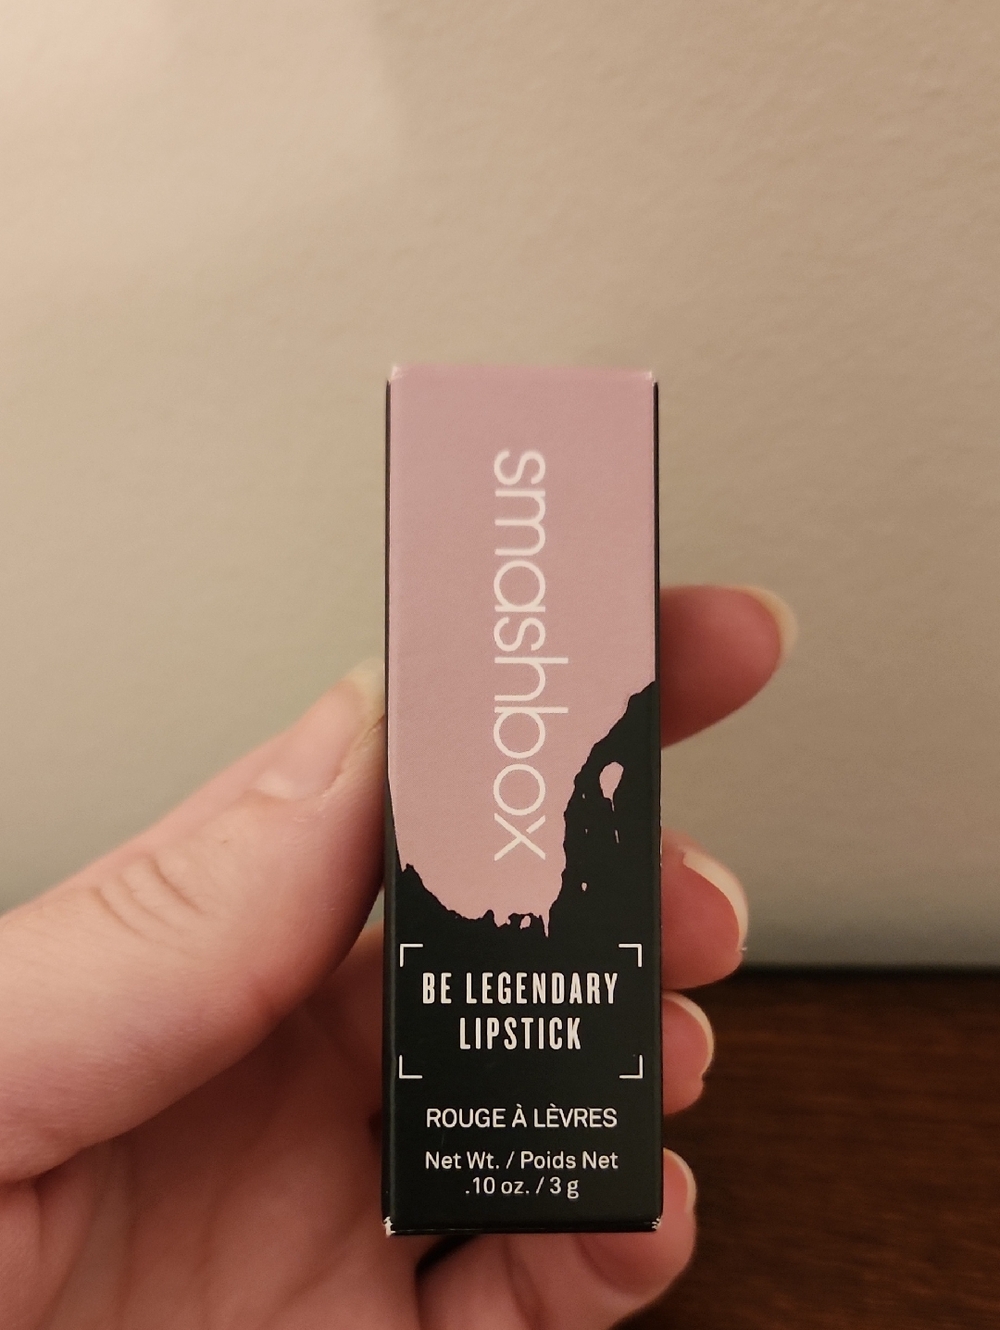 smashbox
BE LEGENDARY
LIPSTICK
ROUGE À LÈVRES
Net Wt. / Poids Net
.10 oz. / 3 g